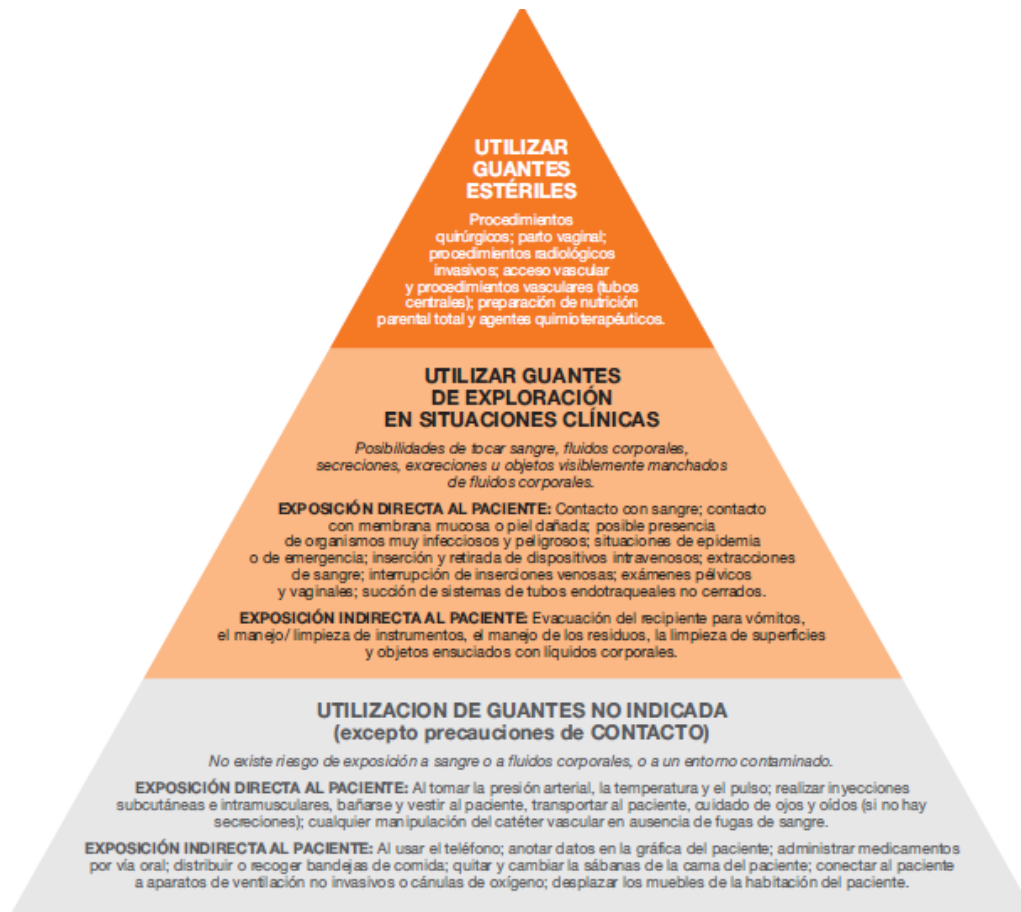 UTILIZAR
GUANTES
ESTÉRILES
Procedimientos
quirúrgicos; parto vaginal;
procedimientos radiológicos
invasivos; acceso vascular
y procedimientos vasculares (tubos
centrales); preparación de nutrición
parental total y agentes quimioterapéuticos.
UTILIZAR GUANTES
DE EXPLORACIÓN
EN SITUACIONES CLÍNICAS
Posibilidades de tocar sangre, fluidos corporales,
secreciones, excreciones u objetos visiblemente manchados
de fluidos corporales.
EXPOSICIÓN DIRECTA AL PACIENTE: Contacto con sangre; contacto
con membrana mucosa o piel dañada; posible presencia
de organismos muy infecciosos y peligrosos; situaciones de epidemia
o de emergencia; inserción y retirada de dispositivos intravenosos; extracciones
de sangre; interrupción de inserciones venosas; exámenes pélvicos
y vaginales; succión de sistemas de tubos endotraqueales no cerrados.
EXPOSICIÓN INDIRECTA AL PACIENTE: Evacuación del recipiente para vómitos,
el manejo/ limpieza de instrumentos, el manejo de los residuos, la limpieza de superficies
y objetos ensuciados con líquidos corporales.
UTILIZACION DE GUANTES NO INDICADA
(excepto precauciones de CONTACTO)
No existe riesgo de exposición a sangre o a fluidos corporales, o a un entorno contaminado.
EXPOSICIÓN DIRECTA AL PACIENTE: Al tomar la presión arterial, la temperatura y el pulso; realizar inyecciones
subcutáneas e intramusculares, bañarse y vestir al paciente, transportar al paciente, cuidado de ojos y oídos (si no hay
secreciones); cualquier manipulación del catéter vascular en ausencia de fugas de sangre.
EXPOSICIÓN INDIRECTA AL PACIENTE: Al usar el teléfono; anotar datos en la gráfica del paciente; administrar medicamentos
por vía oral; distribuir o recoger bandejas de comida; quitar y cambiar la sábanas de la cama del paciente; conectar al paciente
a aparatos de ventilación no invasivos o cánulas de oxígeno; desplazar los muebles de la habitación del paciente.